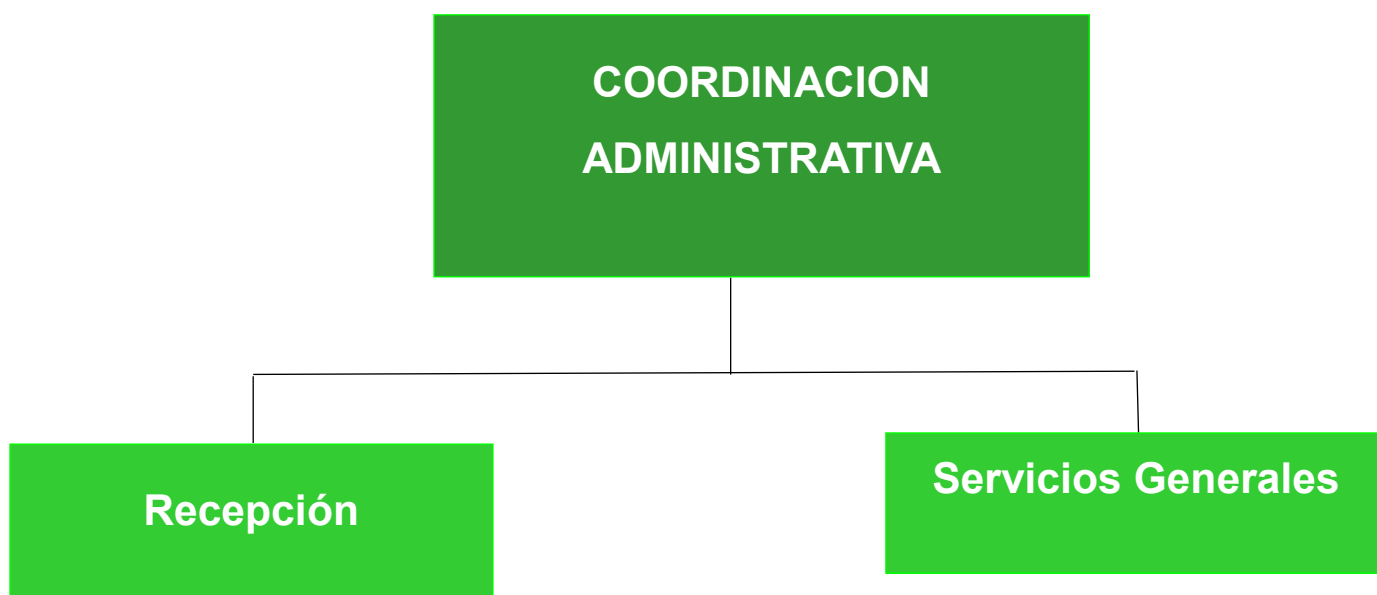 COORDINACION
ADMINISTRATIVA
Recepción
Servicios Generales